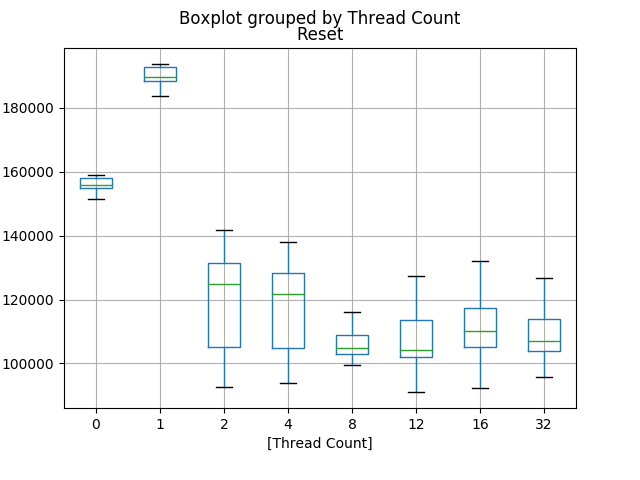 Boxplot grouped by Thread Count
Reset
180000
160000
140000
120000
100000
0 1 2 4 8 12 16 32
[Thread Count]